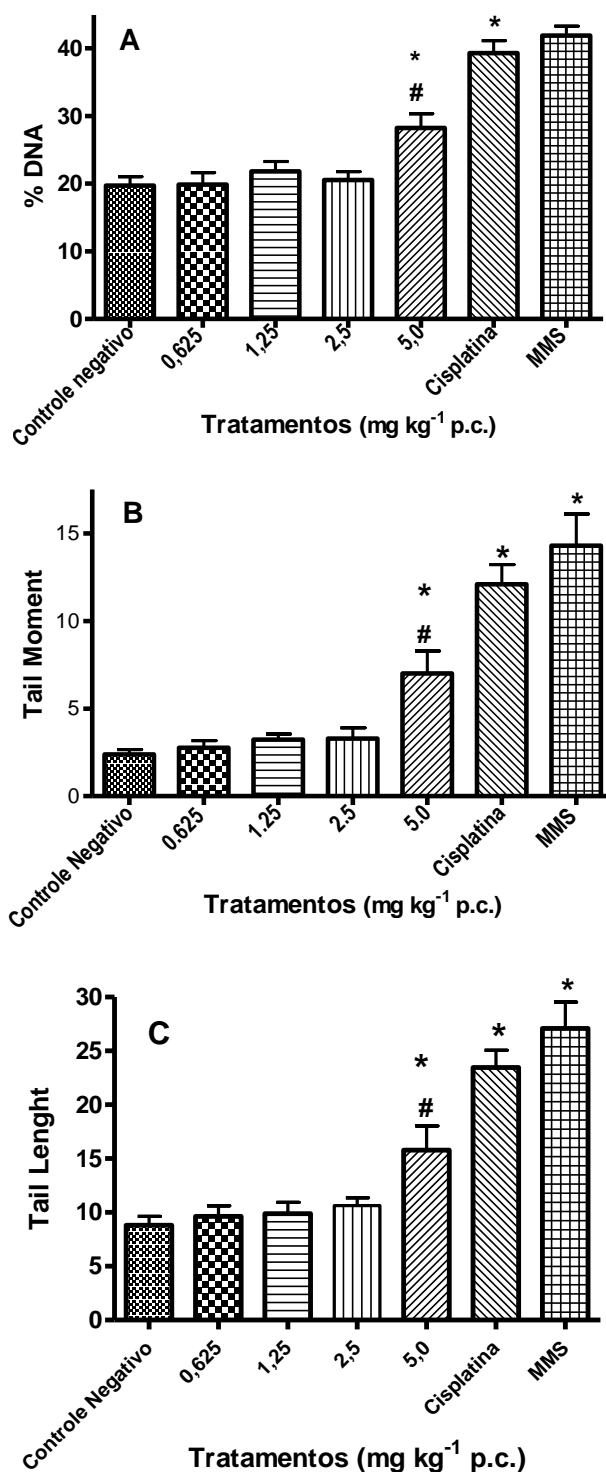 A
% DNA
40
30
20
10
0
*
#
*
Controle negativo
0,625
1,25
2,5
5,0
Cisplatina
MMS
Tratamentos (mg kg-1 p.c.)
B
Tail Moment
15
10
5
0
*
#
*
*
Controle Negativo
0.625
1.25
2.5
5.0
Cisplatina
MMS
Tratamentos (mg kg-1 p.c.)
C
Tail Lenght
30
25
20
15
10
5
0
*
#
*
*
Controle Negativo
0,625
1,25
2,5
5,0
Cisplatina
MMS
Tratamentos (mg kg-1 p.c.)